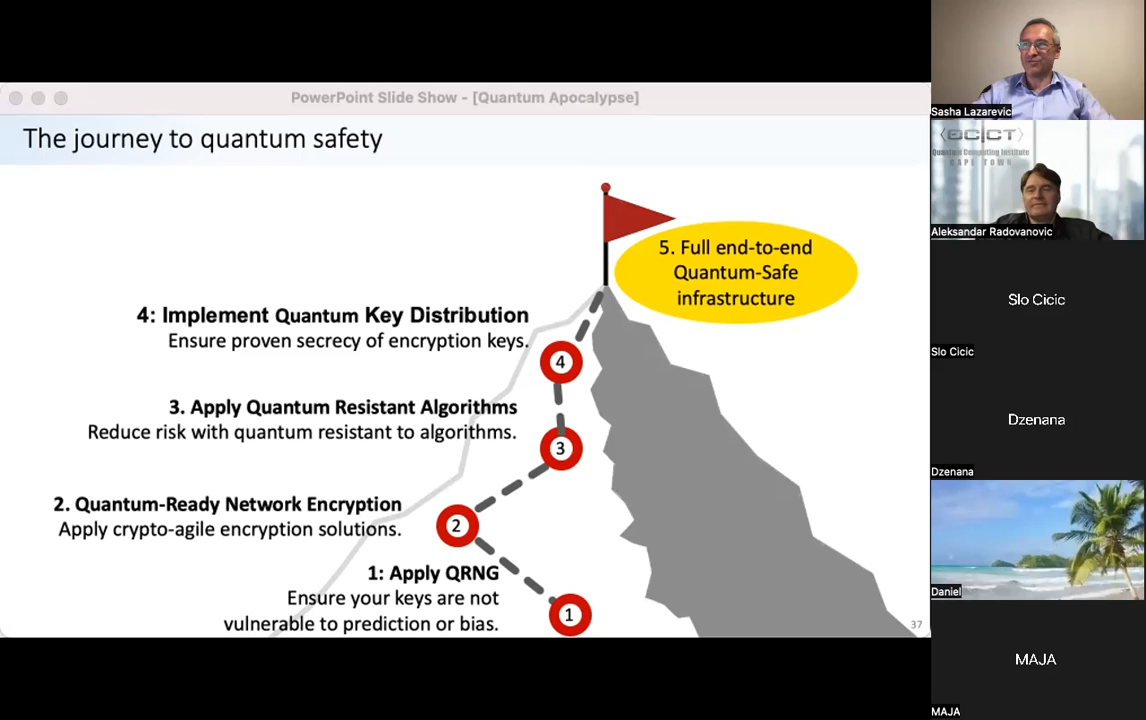 PowerPoint Slide Show - [Quantum Apocalypse]
The journey to quantum safety
5. Full end-to-end
Quantum-Safe
infrastructure
4: Implement Quantum Key Distribution
Ensure proven secrecy of encryption keys.
4
3. Apply Quantum Resistant Algorithms
Reduce risk with quantum resistant to algorithms.
3
2. Quantum-Ready Network Encryption
Apply crypto-agile encryption solutions.
2
1: Apply QRNG
Ensure your keys are not
vulnerable to prediction or bias.
1
37
Sasha Lazarevic
Quantum Computing Institute
CAPE TOWN
Aleksandar Radovanovic
Slo Cicic
Slo Cicic
Dzenana
Dzenana
Daniel
MAJA
MAJA